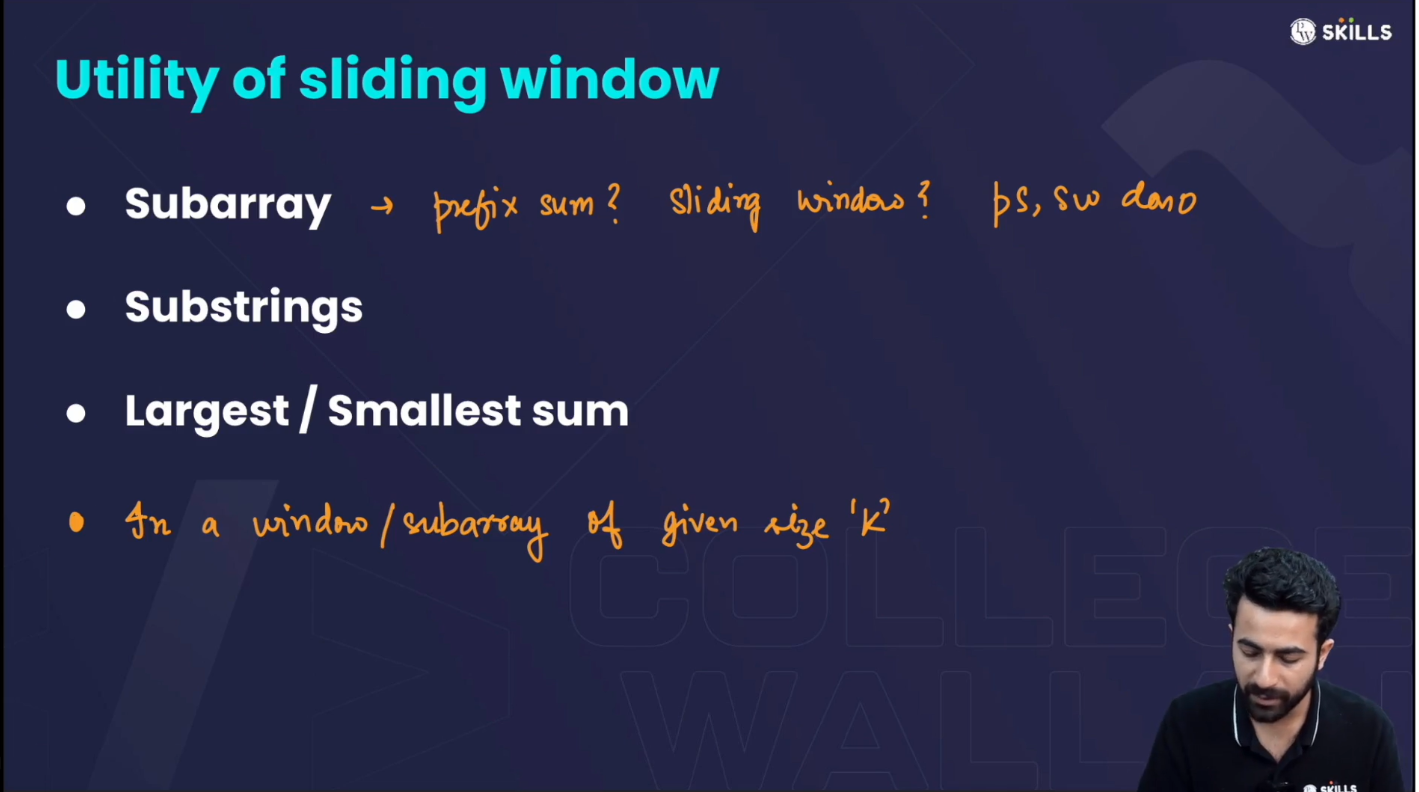 PW SKILLS
Utility of sliding window
• Subarray → prefix sum? sliding window? ps, sw dono
• Substrings
• Largest / Smallest sum
• In a window/subarray of given size 'K'
COLLEGE
WALLAH
SKILLS